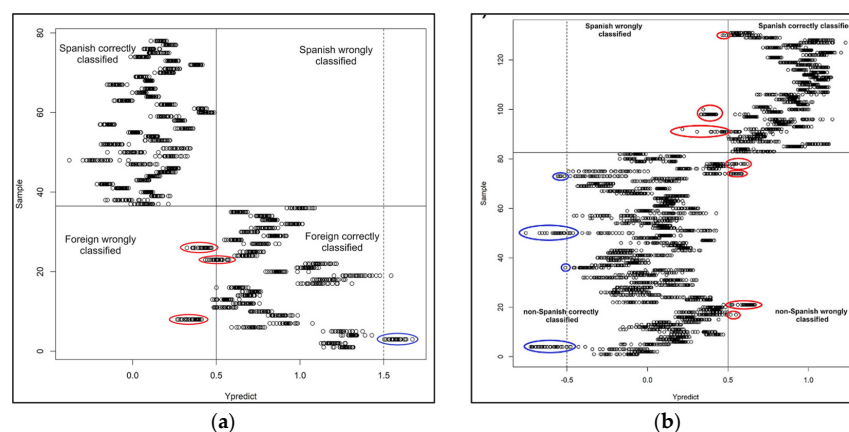 Spanish correctly
classified
Spanish wrongly
classified
Foreign wrongly
classified
Foreign correctly
classified
80
60
40
20
0
Sample
0.0 0.5 1.0 1.5
Ypredict
(a)
)
Spanish wrongly
classified
Spanish correctly classifie
non-Spanish correctly
classified
non-Spanish wrongly
classified
120
100
80
60
40
20
0
Sample
-0.5 0.0 0.5 1.0
Ypredict
(b)